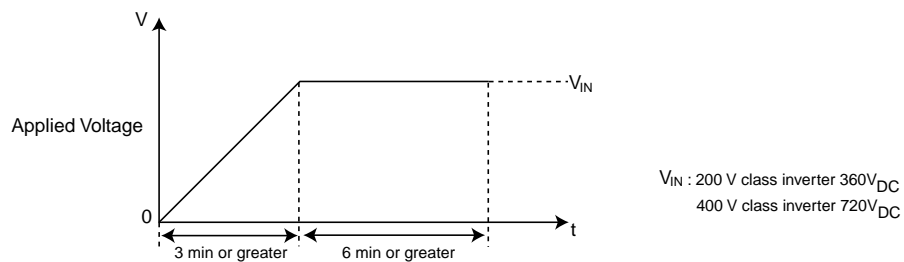 V
Applied Voltage
VIN
0
t
3 min or greater
6 min or greater
VIN : 200 V class inverter 360VDC
400 V class inverter 720VDC